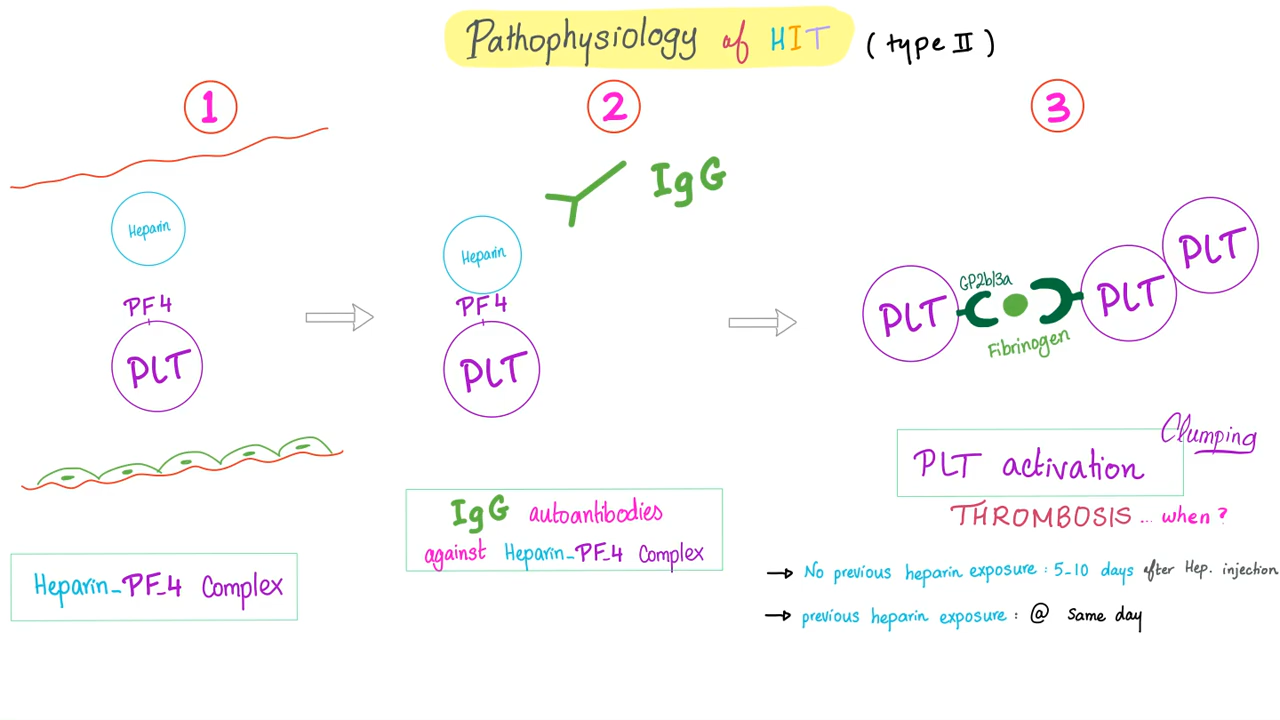 Pathophysiology of HIT (type II)
1
Heparin
PF4
PLT
Heparin_PF_4 Complex
2
IgG
Heparin
PF4
PLT
IgG autoantibodies
against Heparin_PF_4 Complex
3
PLT
GP2b/3a
Fibrinogen
PLT
PLT
Clumping
PLT activation
THROMBOSIS ... when?
→ No previous heparin exposure: 5-10 days after Hep. injection
→ previous heparin exposure: @ Same day